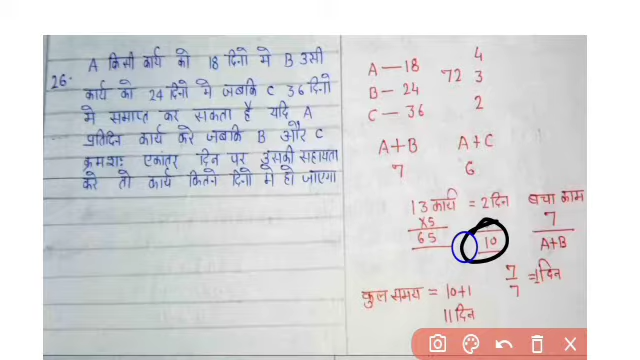 26.
A किसी कार्य को 18 दिनो मे B उसी
कार्य को 24 दिनो मे जबकि C 36 दिनो
मे समाप्त कर सकता है यदि A
प्रतिदिन कार्य करे जबकि B और C
क्रमशः एकांतर दिन पर उसकी सहायता
करे तो कार्य कितने दिनो मे हो जाएगा
A — 18
B — 24
C — 36
72
4
3
2
A+B A+C
7 6
13 कार्य = 2 दिन
x5
65 10
बचा काम
7
A+B
7/7 = 1 दिन
कुल समय = 10+1
11 दिन